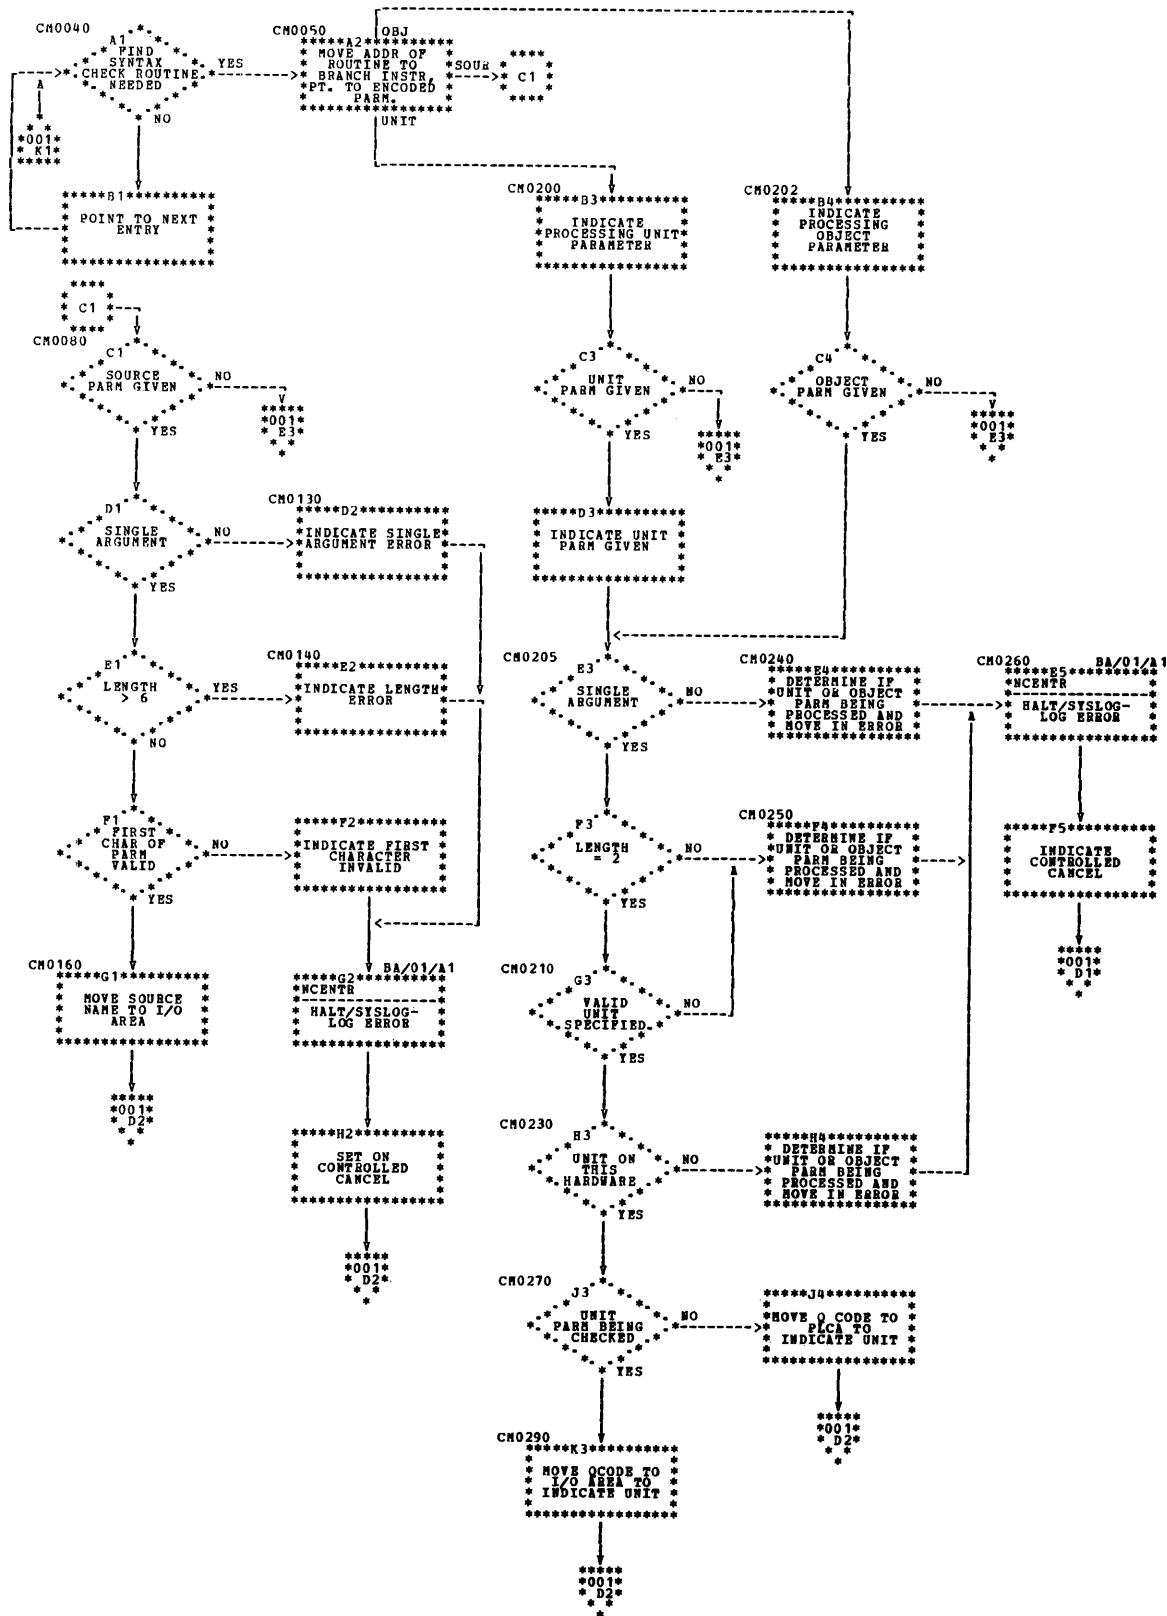 CM0040
A1
FIND
SYNTAX
CHECK ROUTINE
NEEDED
YES
NO
001
K1
B1
POINT TO NEXT
ENTRY
CM0050
A2
OBJ
MOVE ADDR OF
ROUTINE TO
BRANCH INSTR,
PT. TO ENCODED
PARM.
SOUR
C1
UNIT
CM0200
B3
INDICATE
PROCESSING UNIT
PARAMETER
CM0202
B4
INDICATE
PROCESSING
OBJECT
PARAMETER
C1
CM0080
C1
SOURCE
PARM GIVEN
NO
YES
001
E3
C3
UNIT
PARM GIVEN
NO
YES
001
E3
C4
OBJECT
PARM GIVEN
NO
YES
001
E3
D1
SINGLE
ARGUMENT
NO
YES
CM0130
D2
INDICATE SINGLE
ARGUMENT ERROR
D3
INDICATE UNIT
PARM GIVEN
E1
LENGTH
> 6
YES
NO
CM0140
E2
INDICATE LENGTH
ERROR
CM0205
E3
SINGLE
ARGUMENT
NO
YES
CM0240
E4
DETERMINE IF
UNIT OR OBJECT
PARM BEING
PROCESSED AND
MOVE IN ERROR
CM0260
BA/01/A1
E5
NCENTR
HALT/SYSLOG-
LOG ERROR
F1
FIRST
CHAR OF
PARM
VALID
NO
YES
F2
INDICATE FIRST
CHARACTER
INVALID
F3
LENGTH
= 2
NO
YES
CM0250
F4
DETERMINE IF
UNIT OR OBJECT
PARM BEING
PROCESSED AND
MOVE IN ERROR
F5
INDICATE
CONTROLLED
CANCEL
001
D1
CM0160
G1
MOVE SOURCE
NAME TO I/O
AREA
001
D2
BA/01/A1
G2
NCENTR
HALT/SYSLOG-
LOG ERROR
CM0210
G3
VALID
UNIT
SPECIFIED
NO
YES
H2
SET ON
CONTROLLED
CANCEL
001
D2
CM0230
H3
UNIT ON
THIS
HARDWARE
NO
YES
H4
DETERMINE IF
UNIT OR OBJECT
PARM BEING
PROCESSED AND
MOVE IN ERROR
CM0270
J3
UNIT
PARM BEING
CHECKED
NO
YES
J4
MOVE Q CODE TO
PLCA TO
INDICATE UNIT
001
D2
CM0290
K3
MOVE QCODE TO
I/O AREA TO
INDICATE UNIT
001
D2